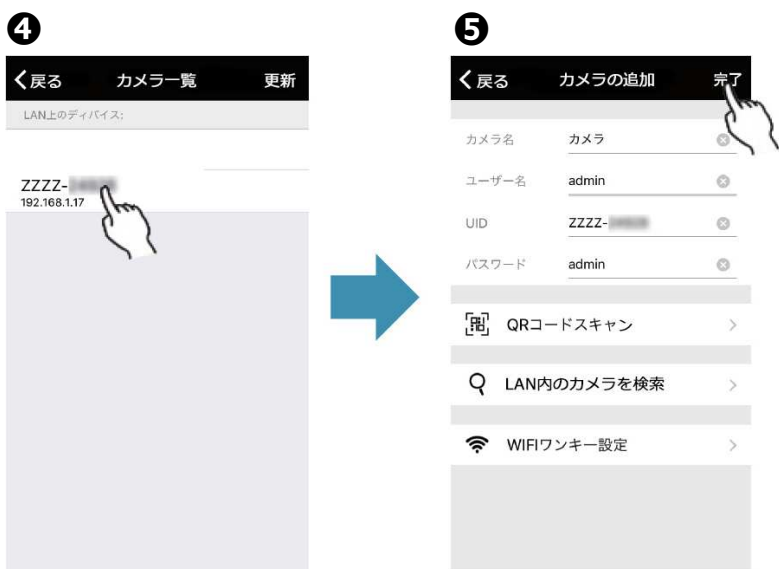 ❹
く戻る カメラ一覧 更新
LAN上のディバイス:
ZZZZ-
192.168.1.17
❺
く戻る カメラの追加 完了
カメラ名 カメラ
ユーザー名 admin
UID ZZZZ-
パスワード admin
QRコードスキャン
LAN内のカメラを検索
WIFIワンキー設定